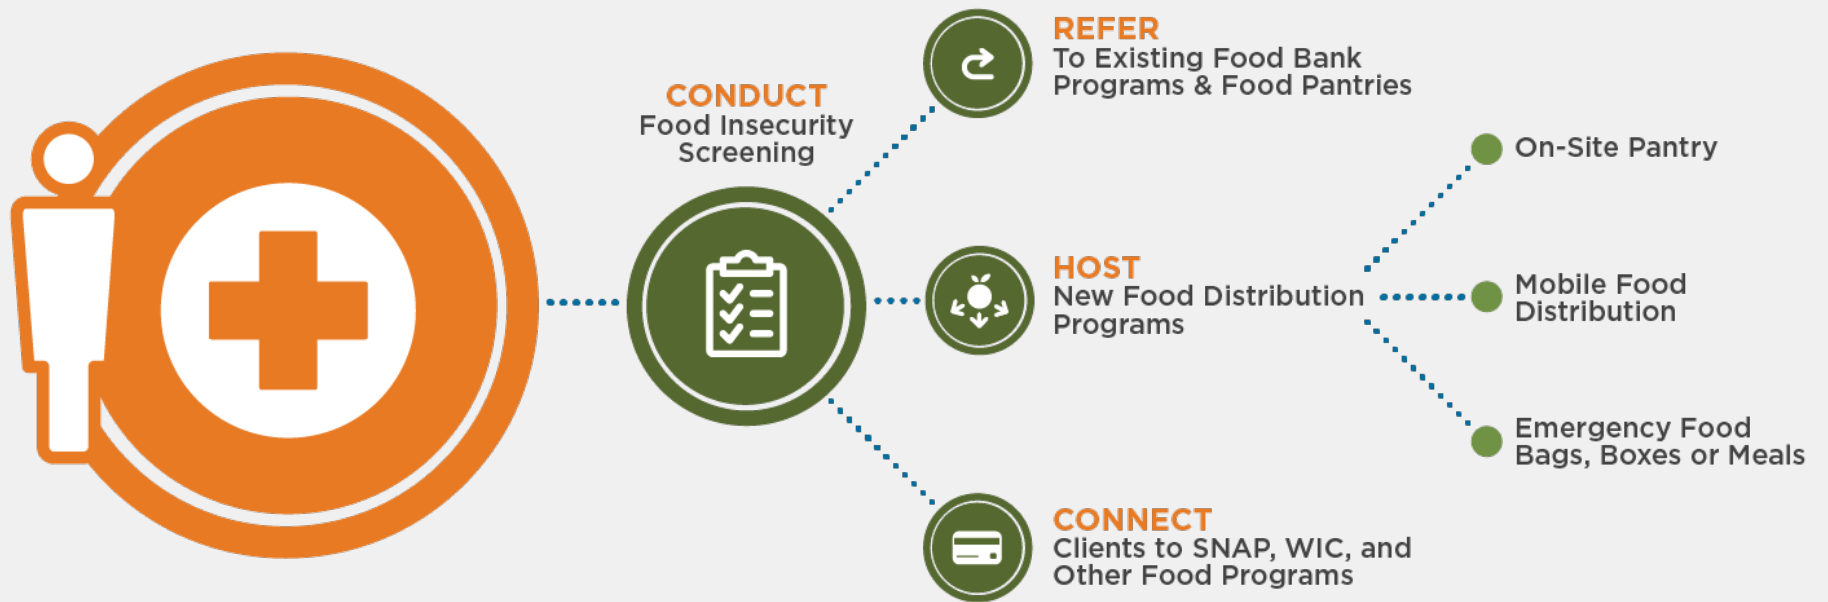 CONDUCT
Food Insecurity
Screening
REFER
To Existing Food Bank
Programs & Food Pantries
HOST
New Food Distribution
Programs
CONNECT
Clients to SNAP, WIC, and
Other Food Programs
On-Site Pantry
Mobile Food
Distribution
Emergency Food
Bags, Boxes or Meals